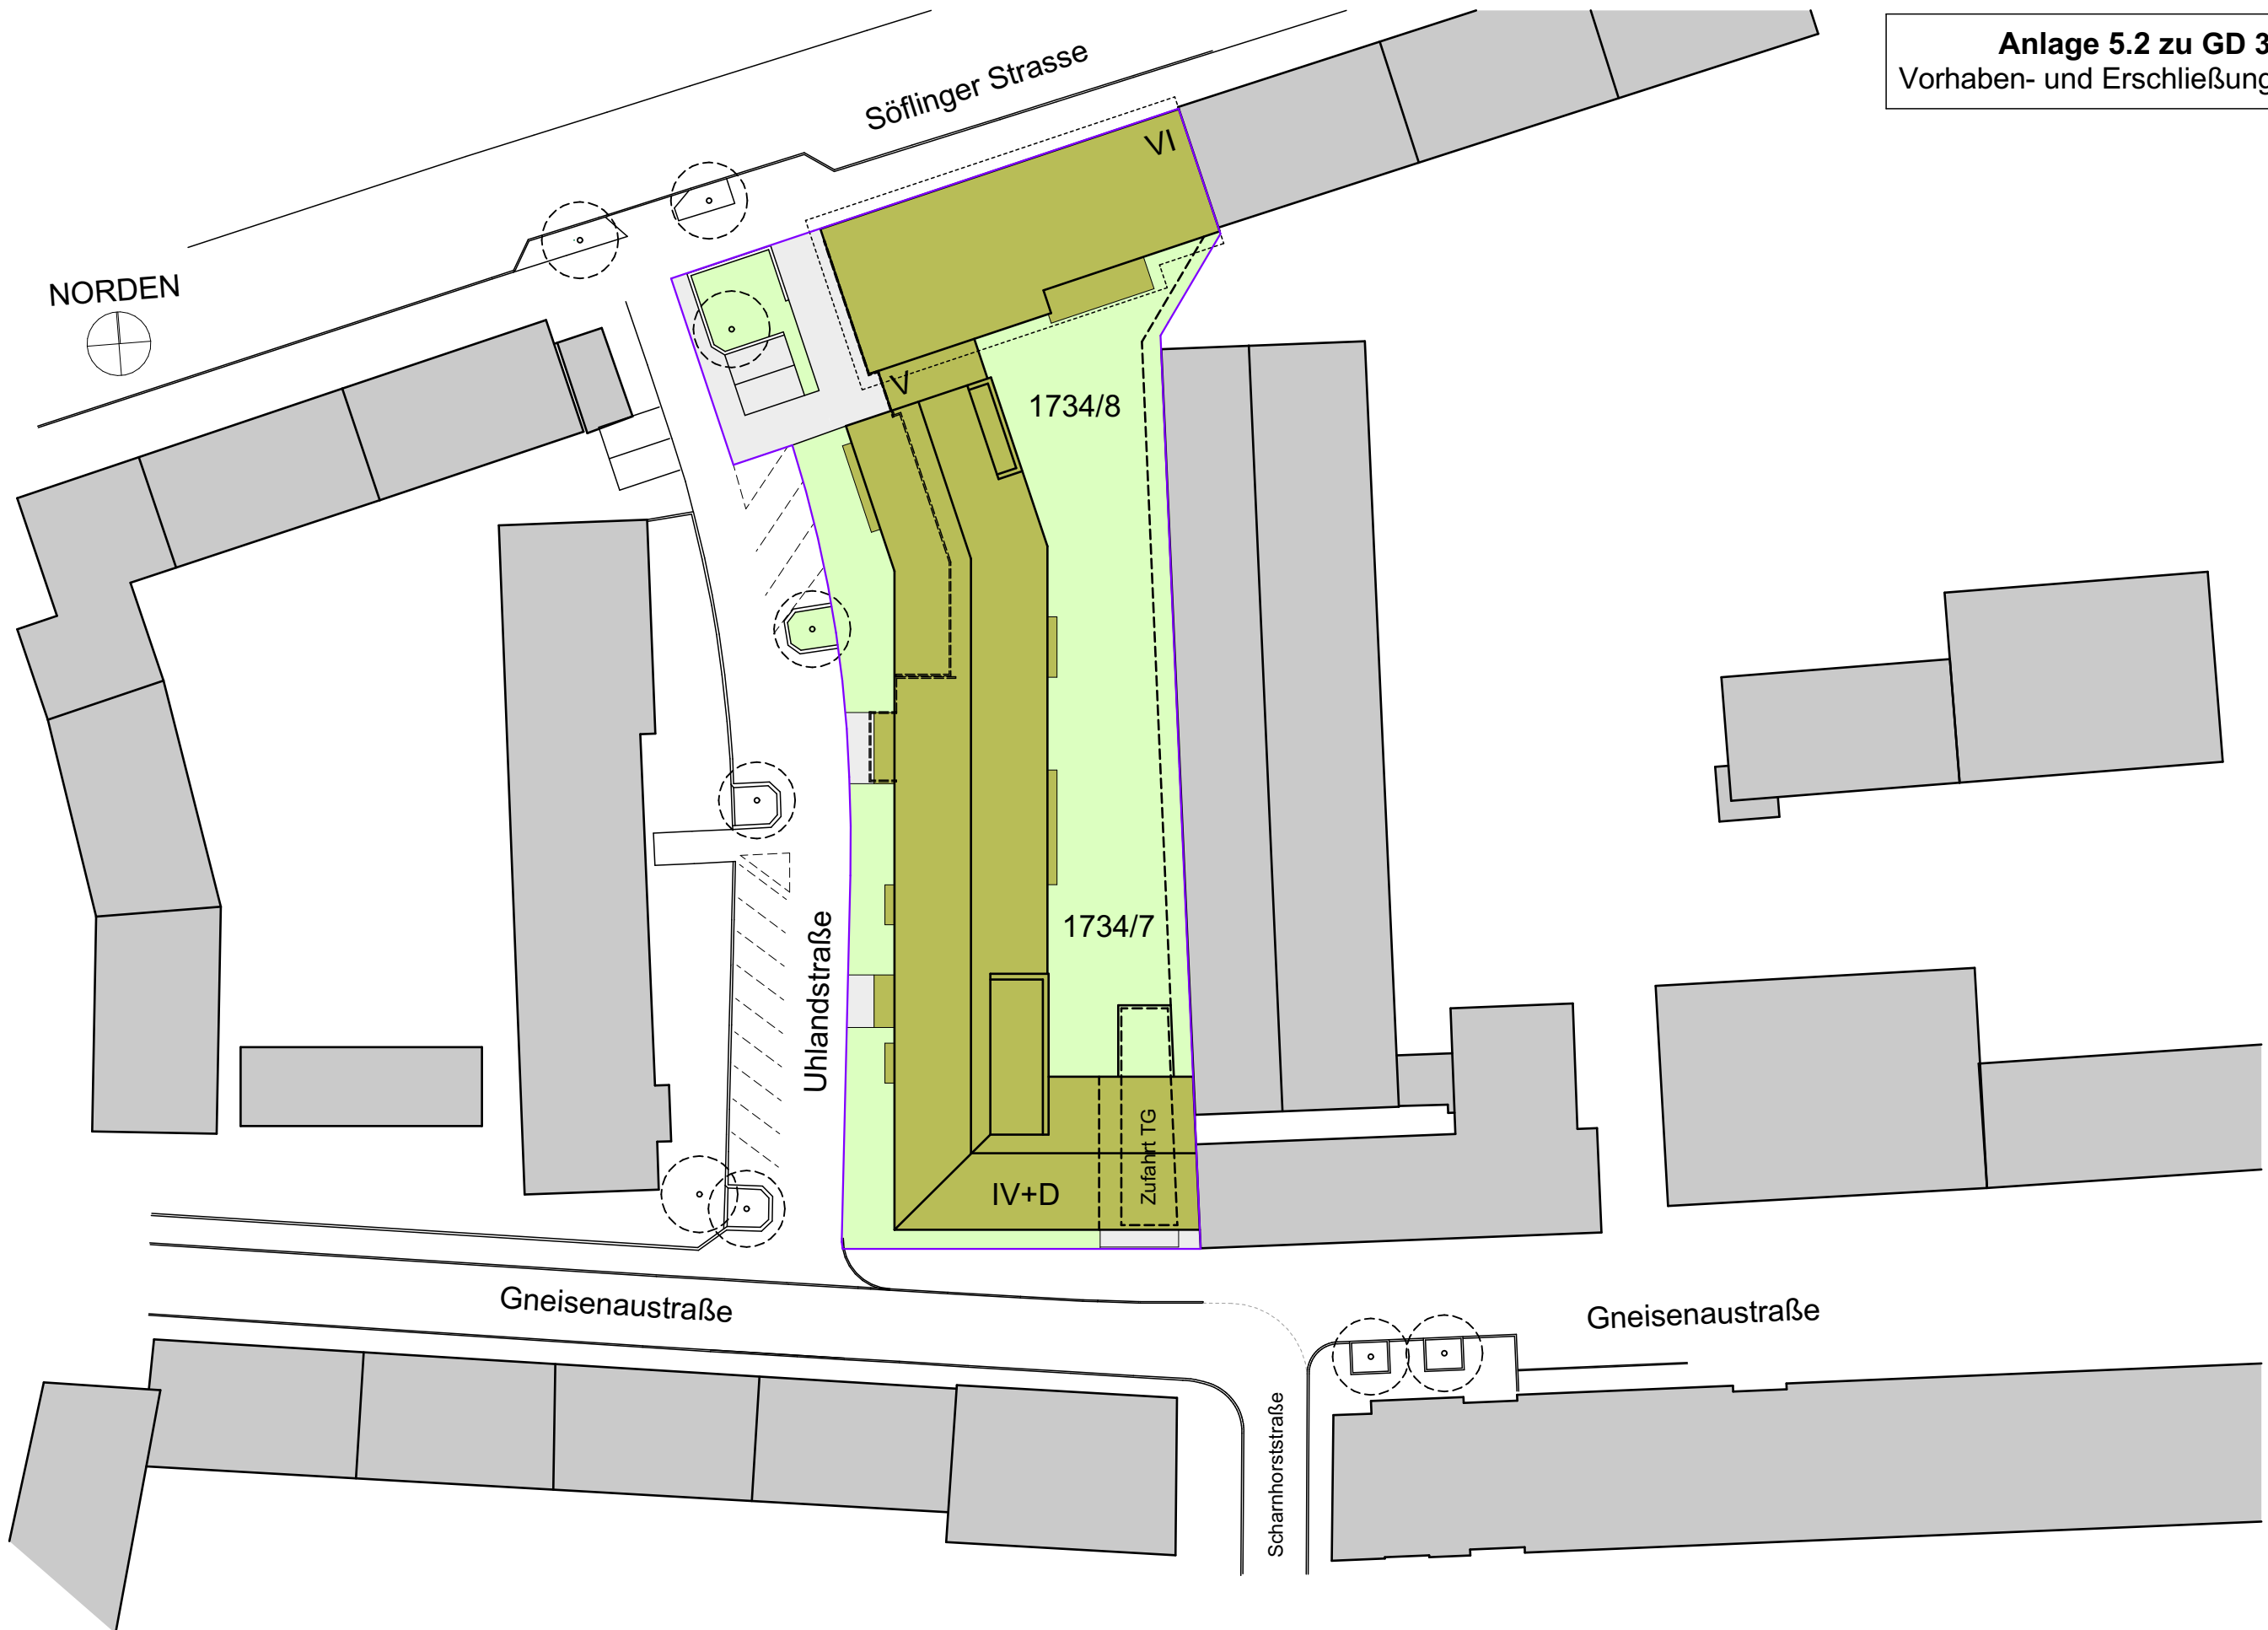 Anlage 5.2 zu GD 3
Vorhaben- und Erschließung
Söflinger Strasse
VI
NORDEN
V
1734/8
1734/7
Uhlandstraße
Zufahrt TG
IV+D
Gneisenaustraße
Gneisenaustraße
Scharnhorststraße